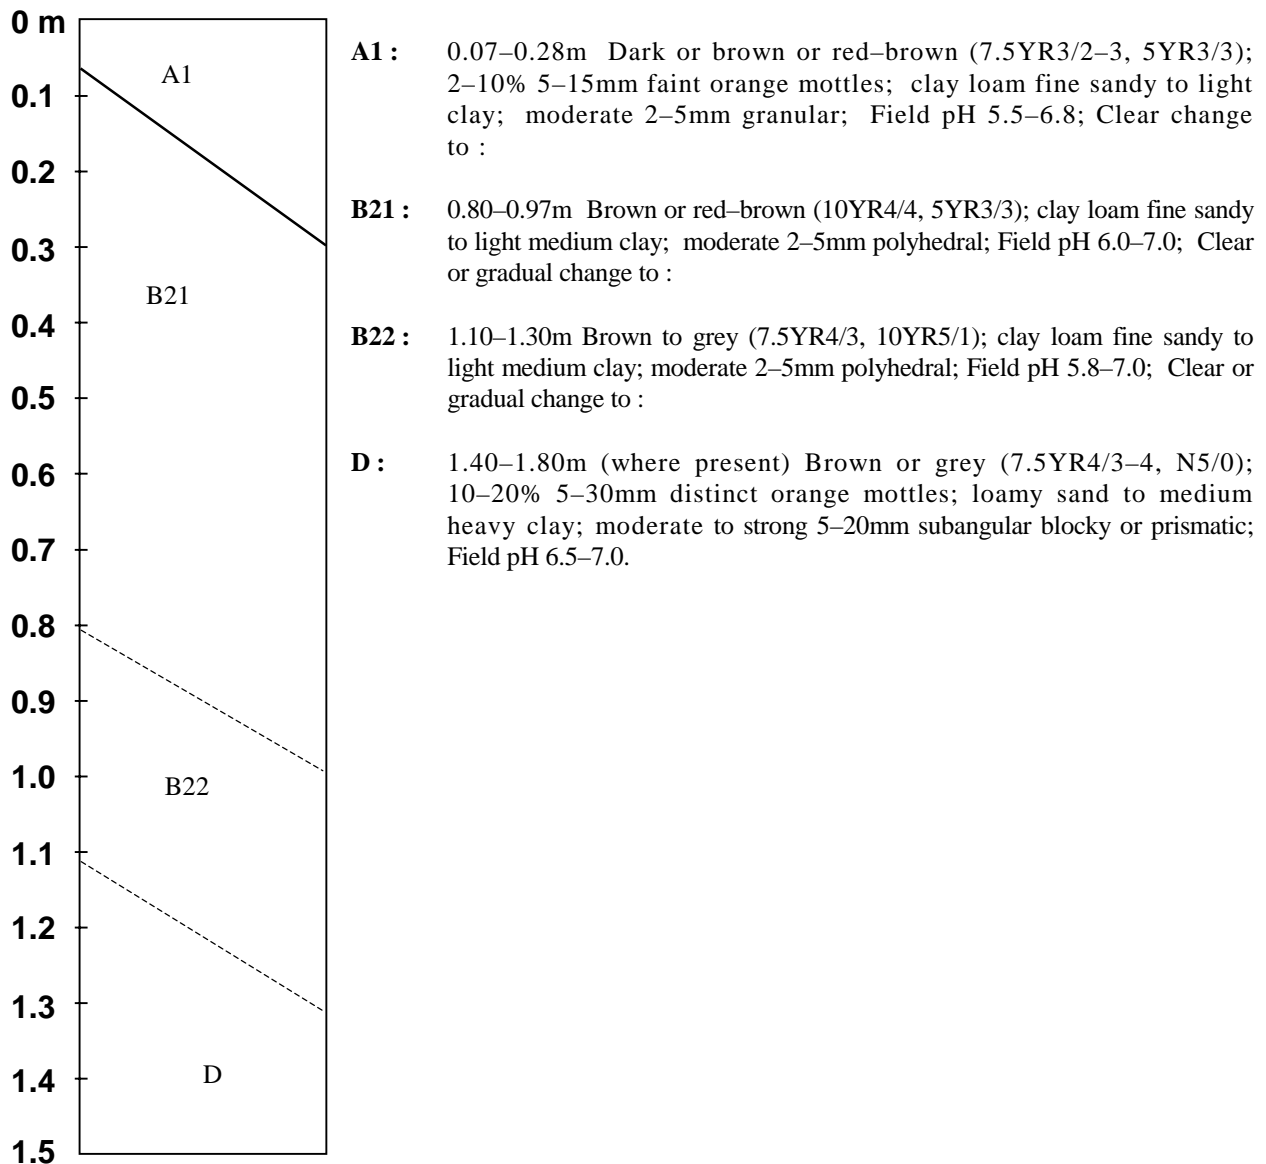 0 m
0.1
0.2
0.3
0.4
0.5
0.6
0.7
0.8
0.9
1.0
1.1
1.2
1.3
1.4
1.5
A1
B21
B22
D
A1 : 0.07–0.28m Dark or brown or red–brown (7.5YR3/2–3, 5YR3/3);
2–10% 5–15mm faint orange mottles; clay loam fine sandy to light
clay; moderate 2–5mm granular; Field pH 5.5–6.8; Clear change
to :
B21 : 0.80–0.97m Brown or red–brown (10YR4/4, 5YR3/3); clay loam fine sandy
to light medium clay; moderate 2–5mm polyhedral; Field pH 6.0–7.0; Clear
or gradual change to :
B22 : 1.10–1.30m Brown to grey (7.5YR4/3, 10YR5/1); clay loam fine sandy to
light medium clay; moderate 2–5mm polyhedral; Field pH 5.8–7.0; Clear or
gradual change to :
D : 1.40–1.80m (where present) Brown or grey (7.5YR4/3–4, N5/0);
10–20% 5–30mm distinct orange mottles; loamy sand to medium
heavy clay; moderate to strong 5–20mm subangular blocky or prismatic;
Field pH 6.5–7.0.